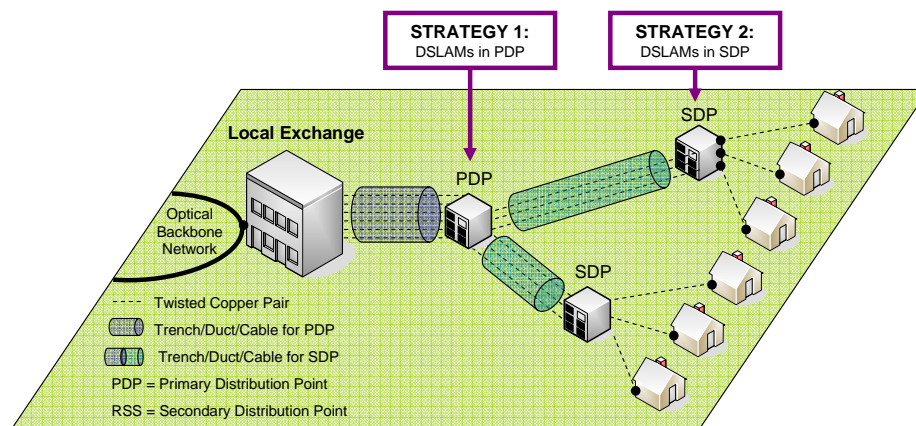 STRATEGY 1:
DSLAMs in PDP
STRATEGY 2:
DSLAMs in SDP
SDP
Local Exchange
PDP
Optical
Backbone
Network
SDP
Twisted Copper Pair
Trench/Duct/Cable for PDP
Trench/Duct/Cable for SDP
PDP = Primary Distribution Point
RSS = Secondary Distribution Point